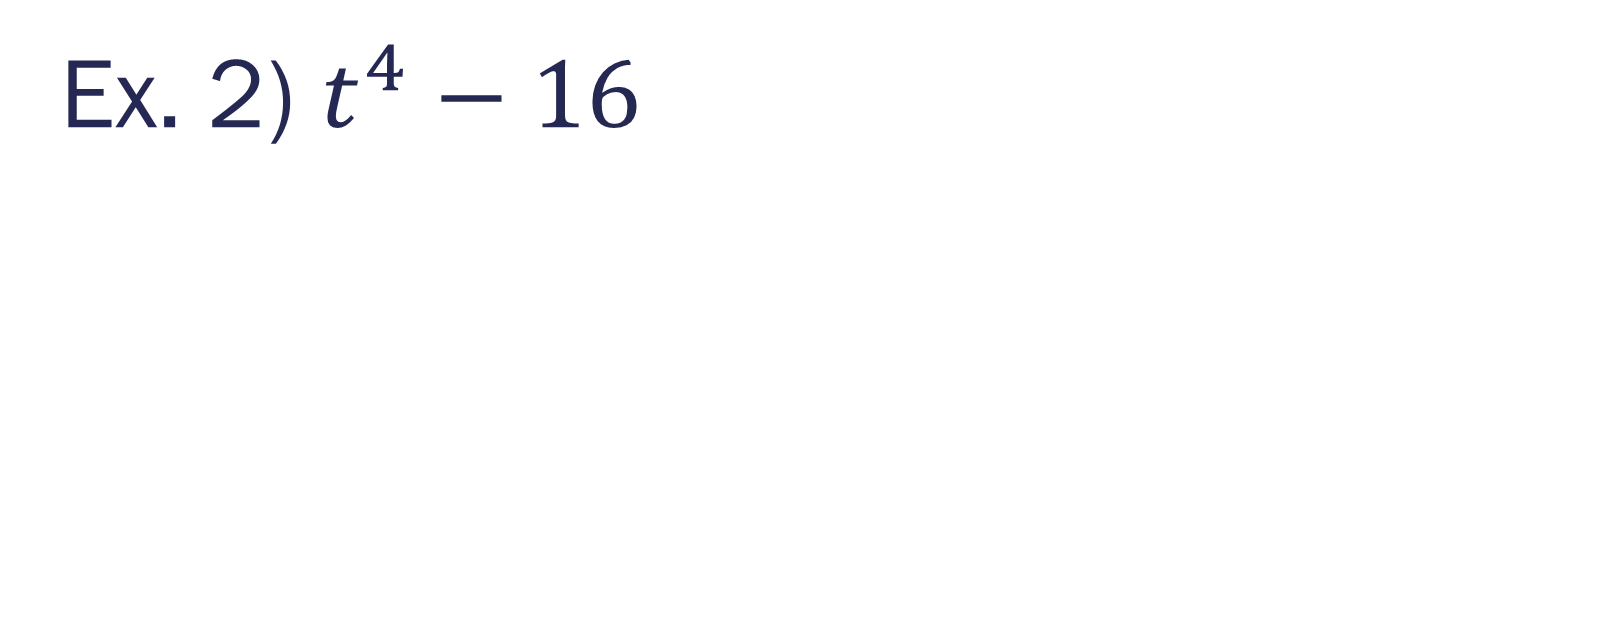 Ex. 2) t⁴ − 16